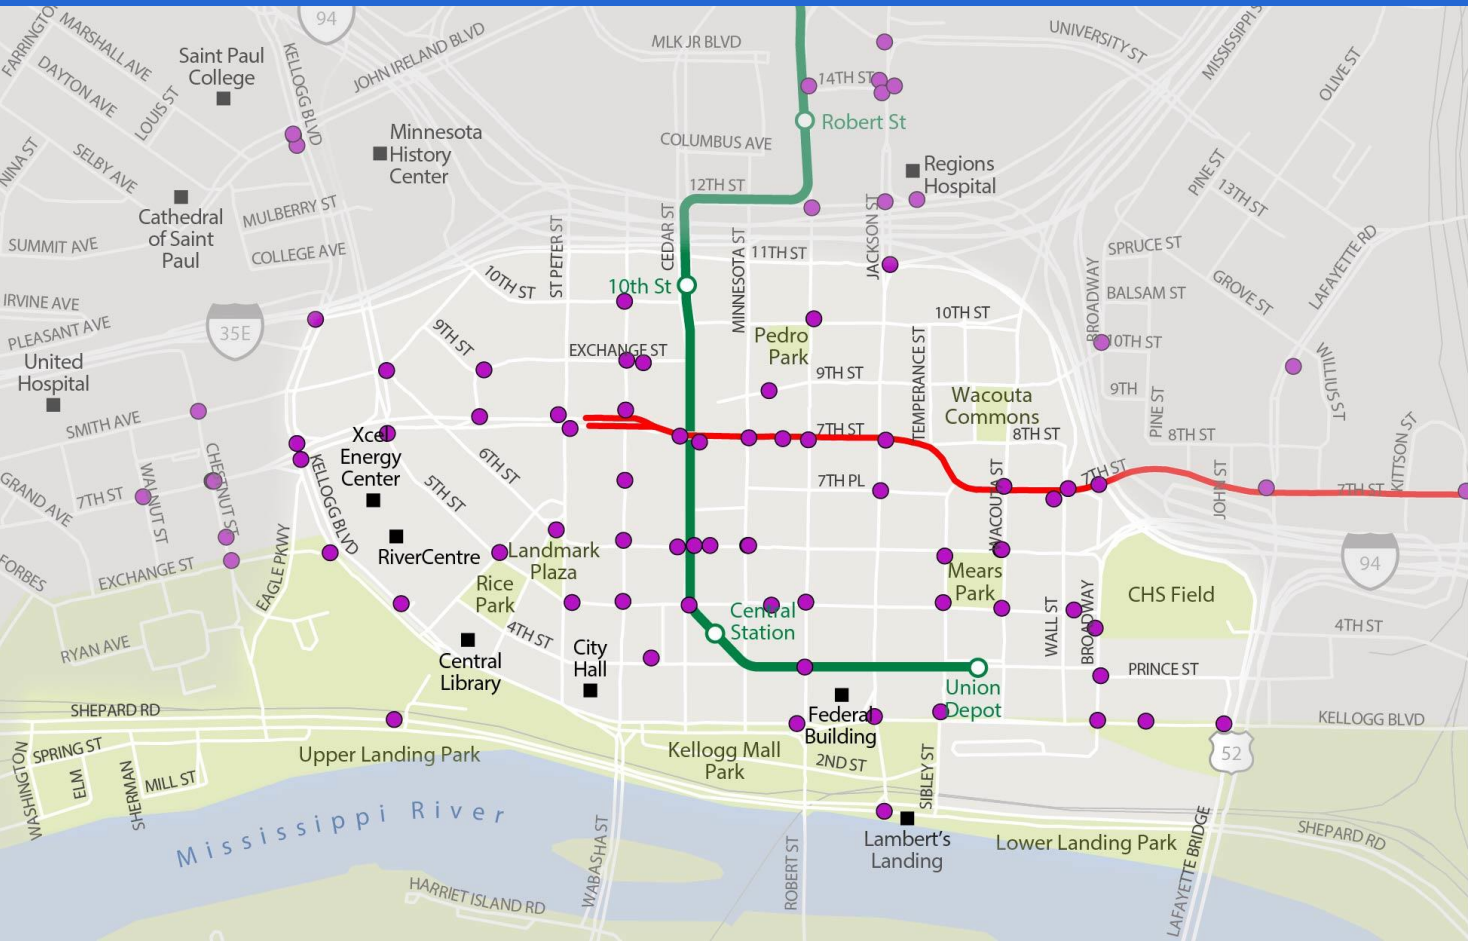 94
FARRINGTON
MARSHALL AVE
KELLOGG BLVD
JOHN IRELAND BLVD
MLK JR BLVD
UNIVERSITY ST
MISSISSIPPI S
OLIVE ST
Saint Paul
College
DAYTON AVE
LOUIS ST
14TH ST
Robert St
Minnesota
History
Center
COLUMBUS AVE
NINA ST
SELBY AVE
Regions
Hospital
PINE ST
13TH ST
12TH ST
Cathedral
of Saint
Paul
MULBERRY ST
COLLEGE AVE
SUMMIT AVE
ST PETER ST
CEDAR ST
MINNESOTA ST
11TH ST
JACKSON ST
SPRUCE ST
LAFAYETTE RD
10TH ST
10th St
BROADWAY
BALSAM ST
GROVE ST
IRVINE AVE
PLEASANT AVE
35E
10TH ST
9TH ST
Pedro
Park
EXCHANGE ST
TEMPERANCE ST
10TH ST
WILLIUS ST
United
Hospital
9TH ST
Wacouta
Commons
9TH
PINE ST
SMITH AVE
7TH ST
8TH ST
8TH ST
KITTSON ST
Xcel
Energy
Center
CHESTNUT ST
KELLOGG BLVD
6TH ST
5TH ST
7TH PL
WACOUTA ST
7TH ST
JOHN ST
7TH ST
GRAND AVE
7TH ST
WALNUT ST
RiverCentre
Landmark
Plaza
Rice
Park
94
FORBES
EXCHANGE ST
EAGLE PKWY
Mears
Park
CHS Field
WALL ST
BROADWAY
Central
Station
4TH ST
4TH ST
RYAN AVE
Central
Library
City
Hall
PRINCE ST
Union
Depot
SHEPARD RD
Federal
Building
KELLOGG BLVD
WASHINGTON
SPRING ST
ELM
SHERMAN
MILL ST
Upper Landing Park
Kellogg Mall
Park
2ND ST
SIBLEY ST
52
Mississippi River
Lambert's
Landing
Lower Landing Park
SHEPARD RD
WABASHA ST
ROBERT ST
LAFAYETTE BRIDGE
HARRIET ISLAND RD